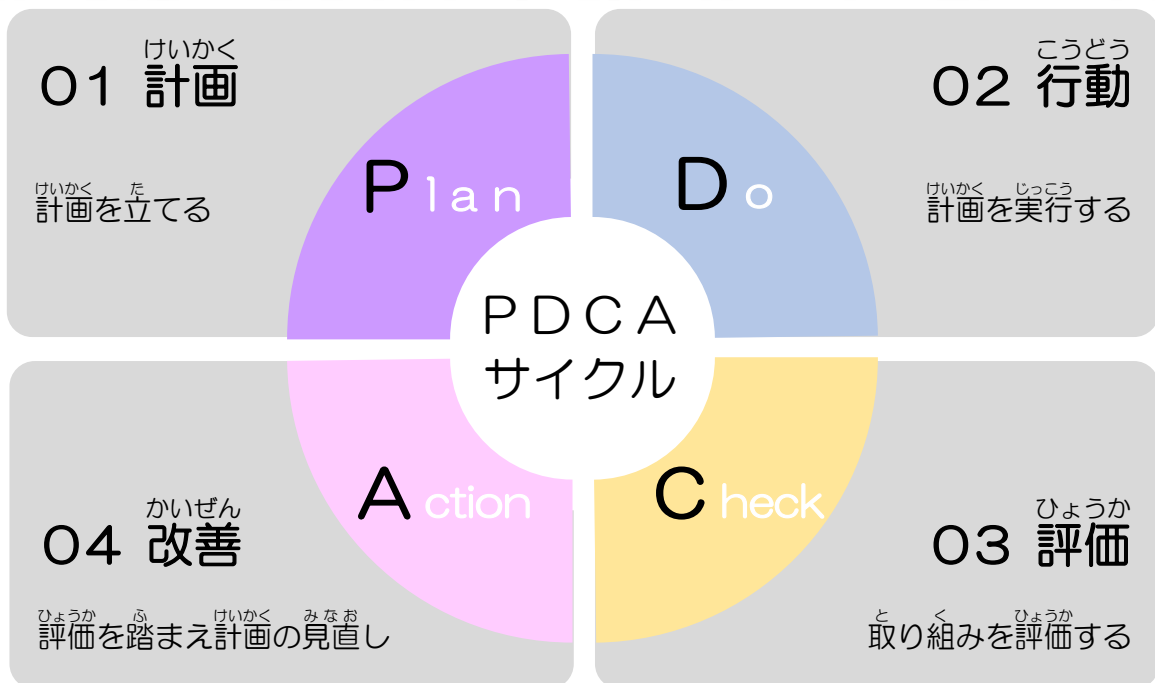 けいかく
01 計画
けいかく た
計画を立てる
Plan
こうどう
02 行動
けいかく じっこう
計画を実行する
Do
PDCA
サイクル
Check
ひょうか
03 評価
と く ひょうか
取り組みを評価する
Action
かいぜん
04 改善
ひょうか ふ けいかく みなお
評価を踏まえ計画の見直し